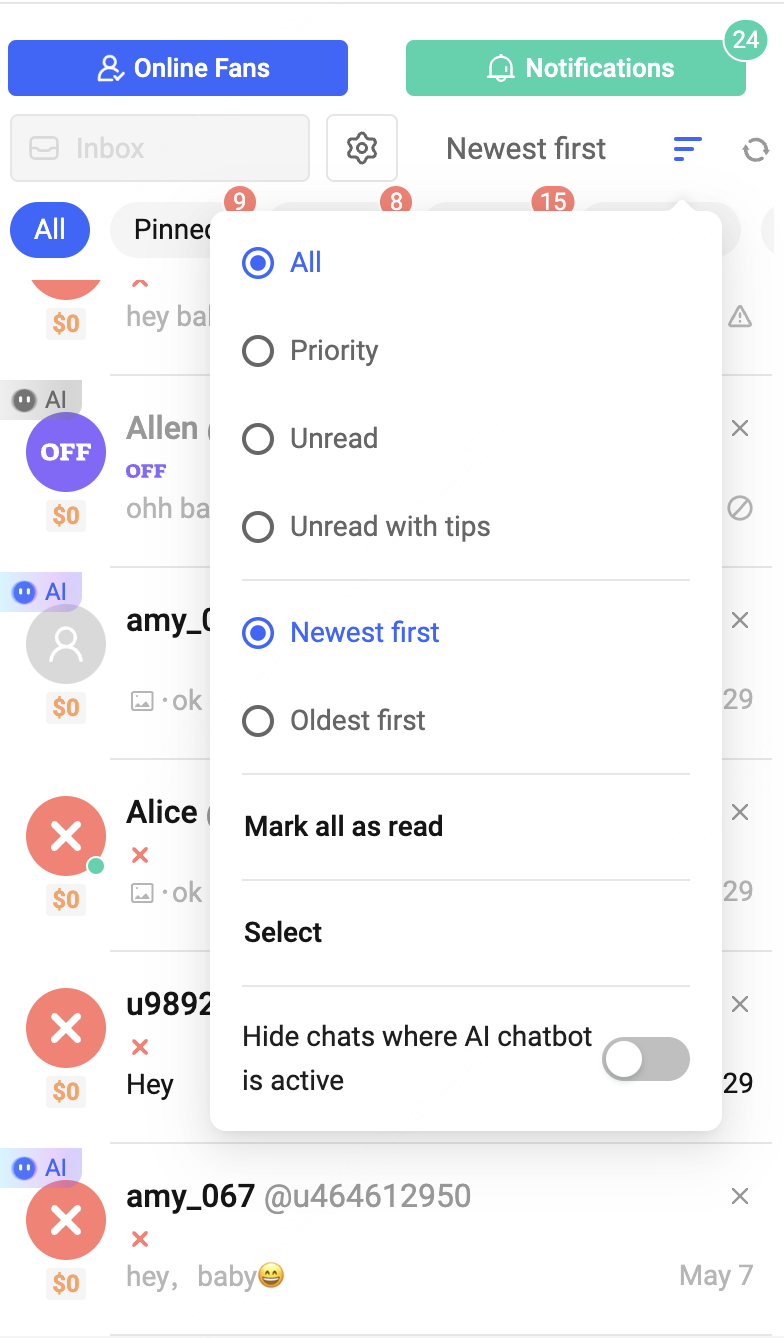 24
Online Fans
Notifications
Inbox
Newest first
9
8
15
All
Pinned
All
$0
hey
Priority
AI
Allen
OFF
OFF
Unread
ohh
$0
Unread with tips
AI
amy_0
Newest first
· ok
29
$0
Oldest first
Alice
Mark all as read
· ok
29
$0
Select
u9892
Hide chats where AI chatbot
is active
Hey
29
$0
AI
amy_067 @u464612950
hey，baby😄
May 7
$0